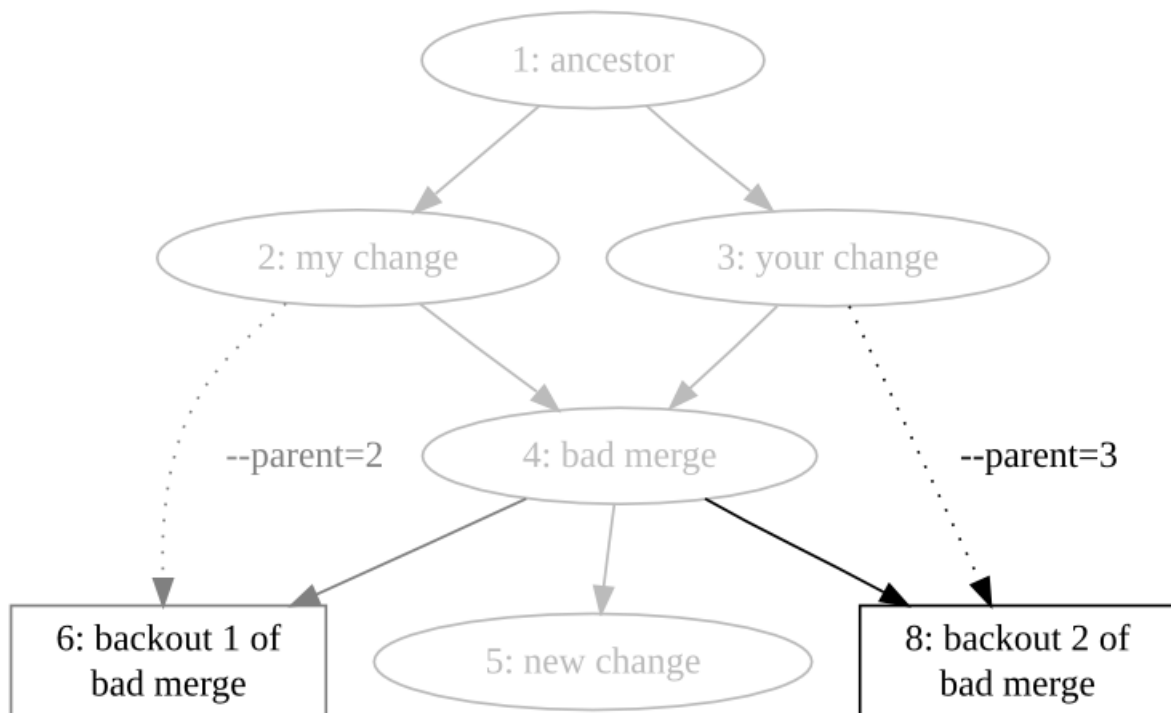 1: ancestor
2: my change
3: your change
--parent=2
4: bad merge
--parent=3
6: backout 1 of
bad merge
5: new change
8: backout 2 of
bad merge